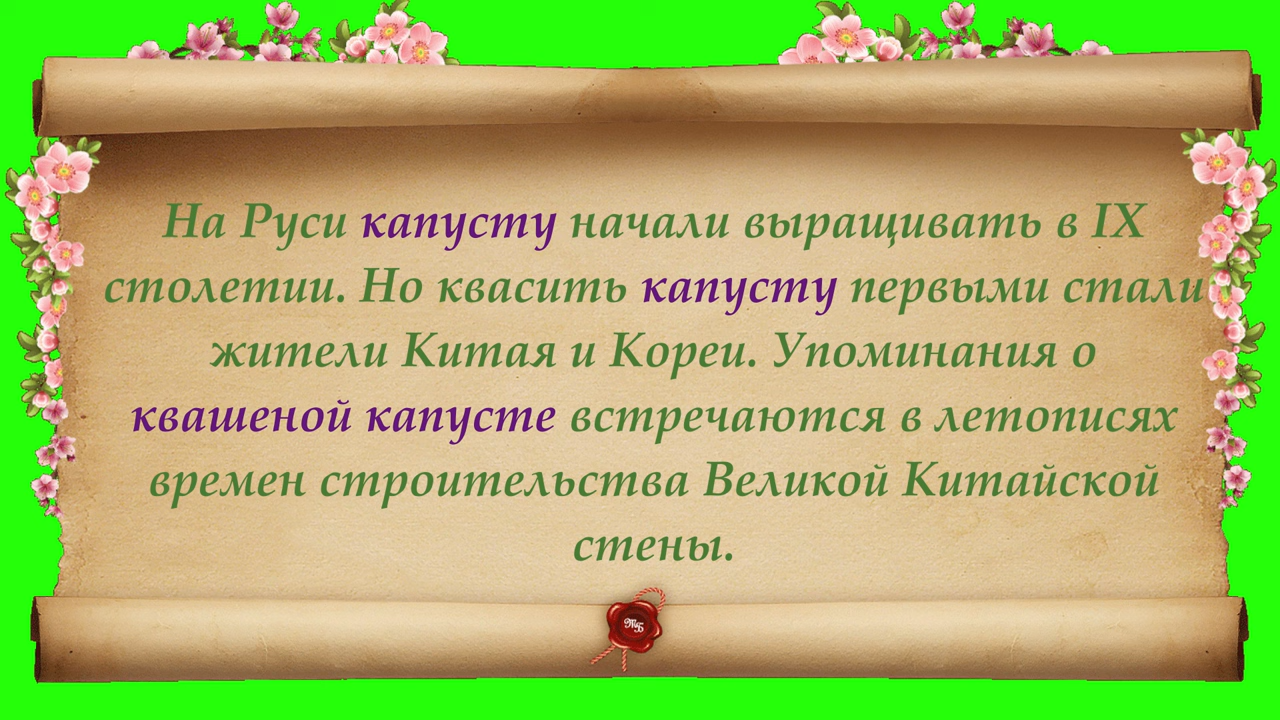 На Руси капусту начали выращивать в IX
столетии. Но квасить капусту первыми стали
жители Китая и Кореи. Упоминания о
квашеной капусте встречаются в летописях
времен строительства Великой Китайской
стены.
ТБ